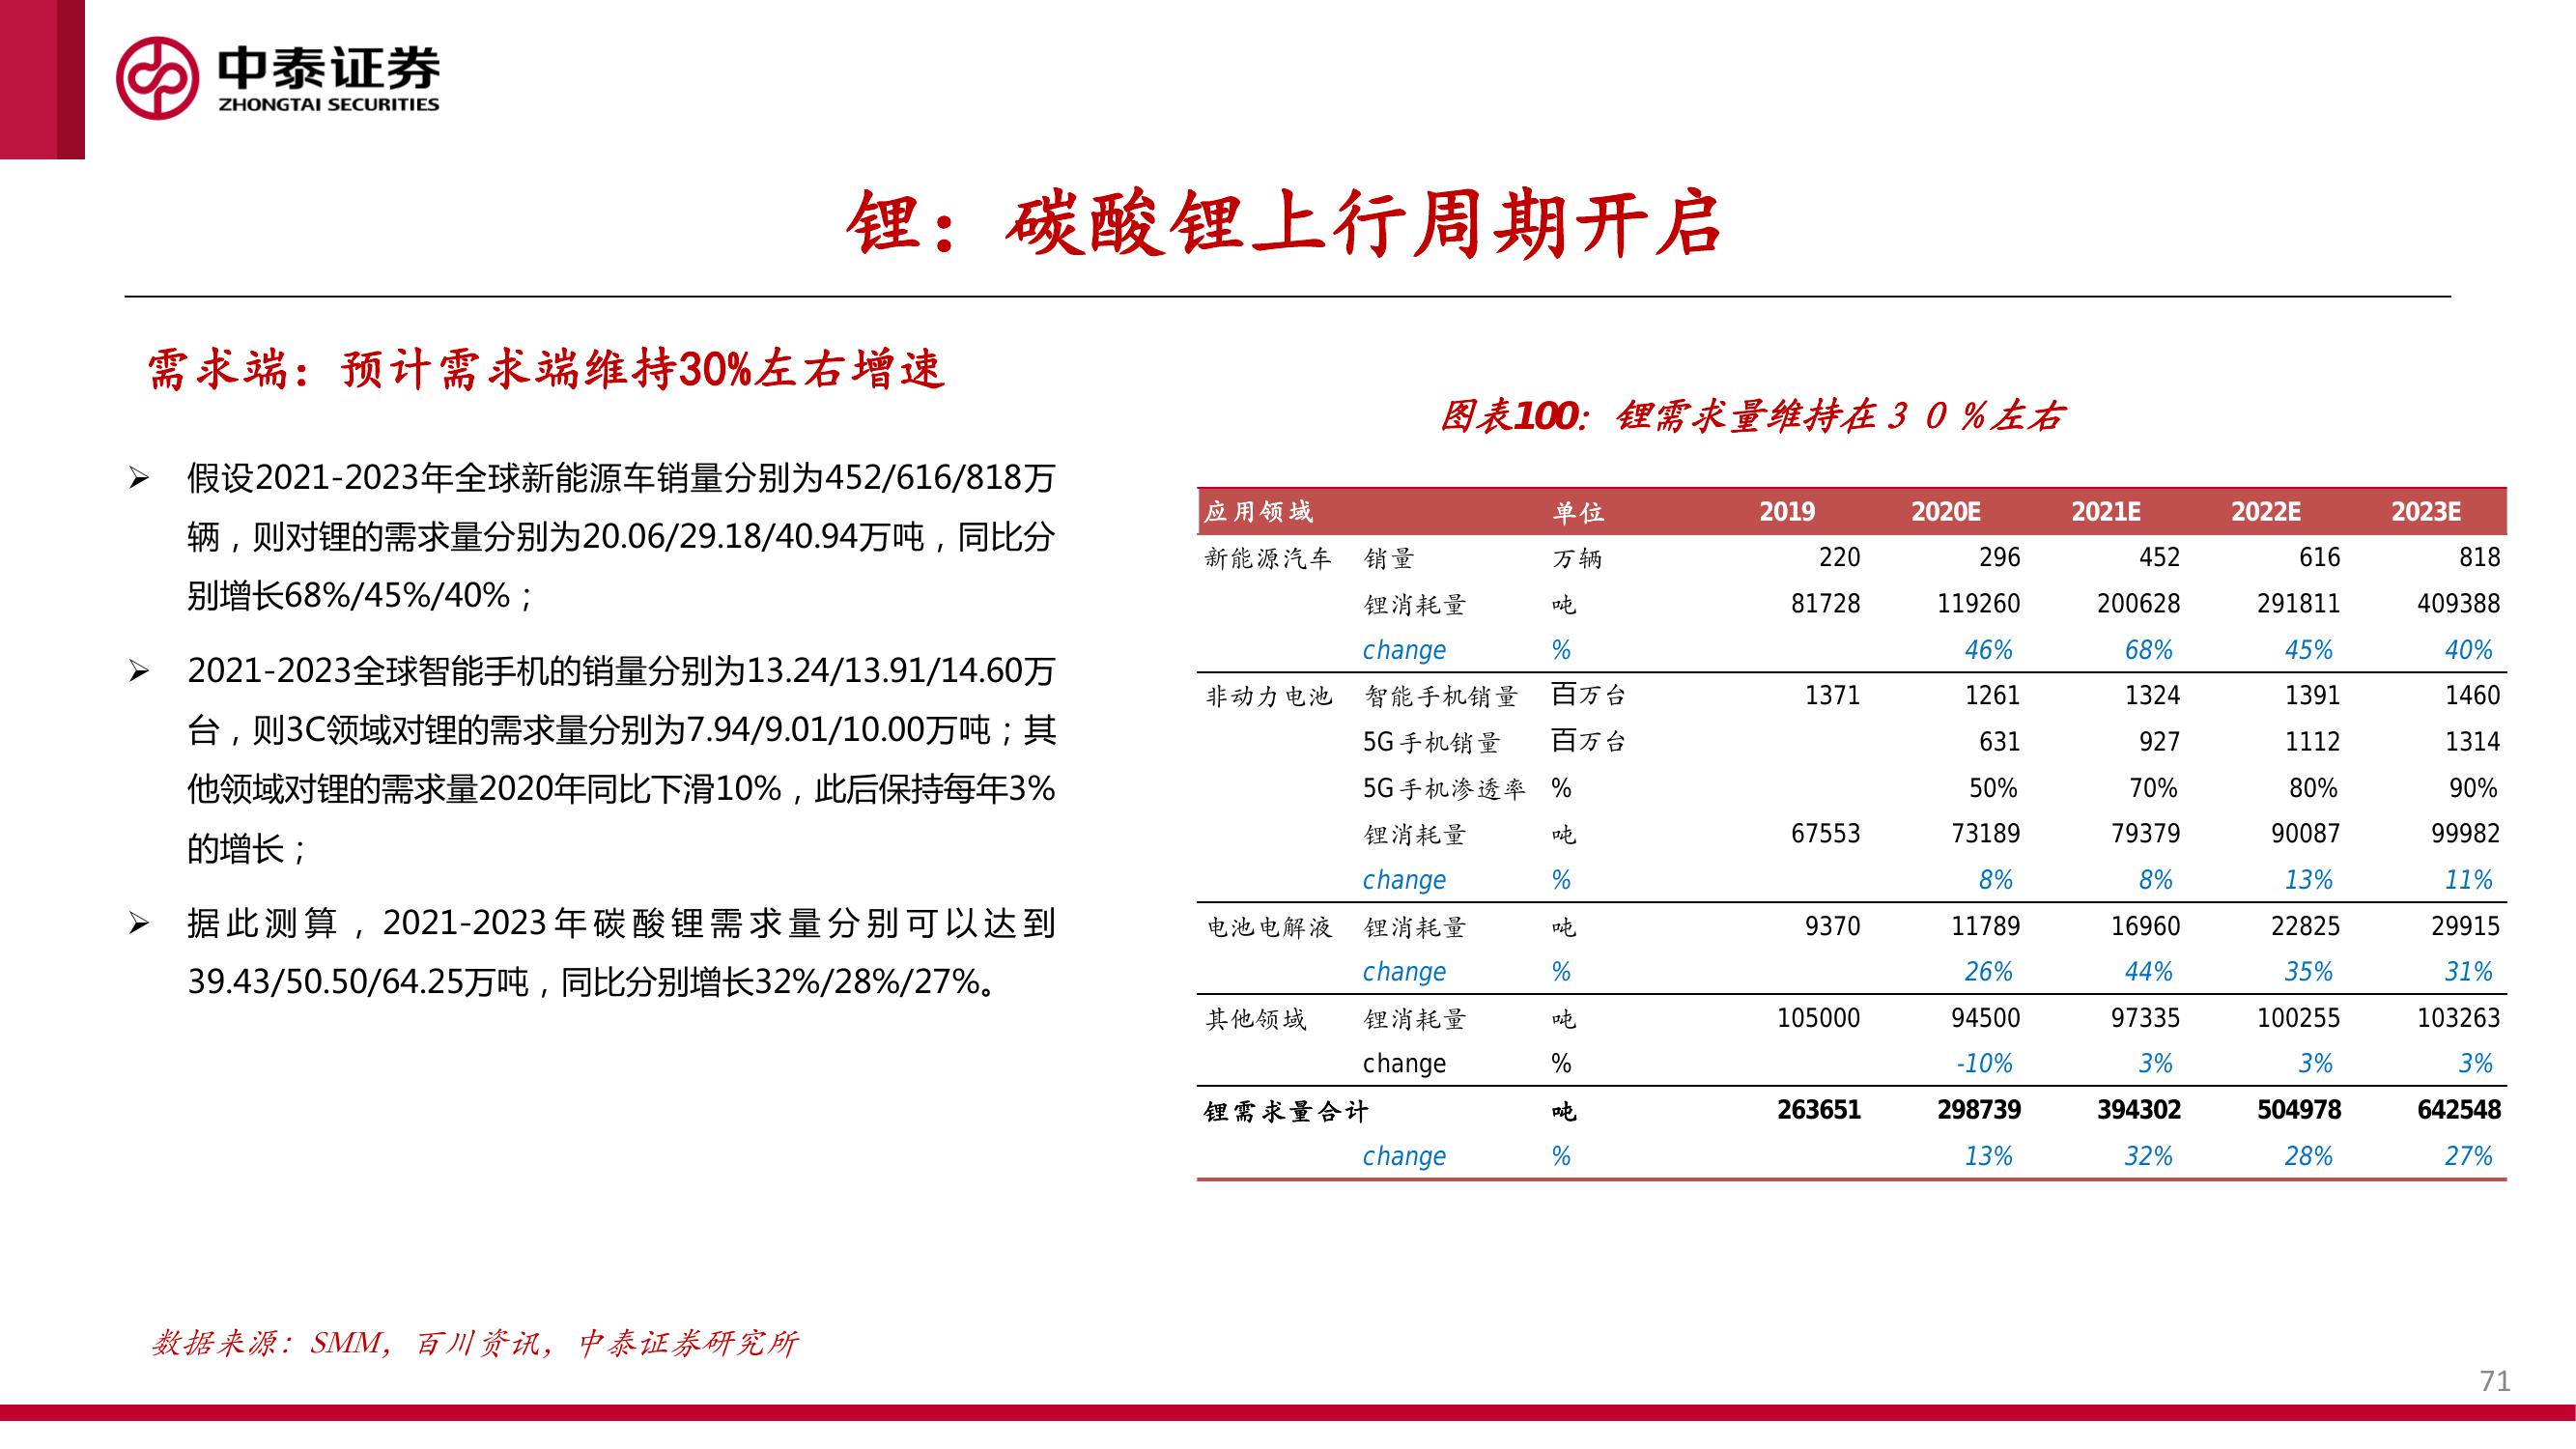 中泰证券
ZHONGTAI SECURITIES
锂：碳酸锂上行周期开启
需求端：预计需求端维持30%左右增速
➢ 假设2021-2023年全球新能源车销量分别为452/616/818万
辆，则对锂的需求量分别为20.06/29.18/40.94万吨，同比分
别增长68%/45%/40%；
➢ 2021-2023全球智能手机的销量分别为13.24/13.91/14.60万
台，则3C领域对锂的需求量分别为7.94/9.01/10.00万吨；其
他领域对锂的需求量2020年同比下滑10%，此后保持每年3%
的增长；
➢ 据此测算，2021-2023年碳酸锂需求量分别可以达到
39.43/50.50/64.25万吨，同比分别增长32%/28%/27%。
图表100：锂需求量维持在３０％左右
应用领域 单位 2019 2020E 2021E 2022E 2023E
新能源汽车 销量 万辆 220 296 452 616 818
锂消耗量 吨 81728 119260 200628 291811 409388
change % 46% 68% 45% 40%
非动力电池 智能手机销量 百万台 1371 1261 1324 1391 1460
5G手机销量 百万台 631 927 1112 1314
5G手机渗透率 % 50% 70% 80% 90%
锂消耗量 吨 67553 73189 79379 90087 99982
change % 8% 8% 13% 11%
电池电解液 锂消耗量 吨 9370 11789 16960 22825 29915
change % 26% 44% 35% 31%
其他领域 锂消耗量 吨 105000 94500 97335 100255 103263
change % -10% 3% 3% 3%
锂需求量合计 吨 263651 298739 394302 504978 642548
change % 13% 32% 28% 27%
数据来源：SMM，百川资讯，中泰证券研究所
71